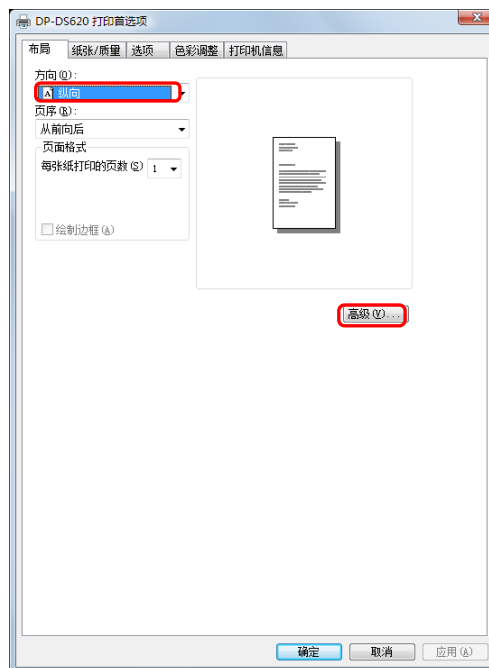 DP-DS620 打印首选项
布局 纸张/质量 选项 色彩调整 打印机信息
方向(O):
A 纵向
页序(R):
从前向后
页面格式
每张纸打印的页数(S) 1
绘制边框(A)
高级(V)...
确定 取消 应用(A)